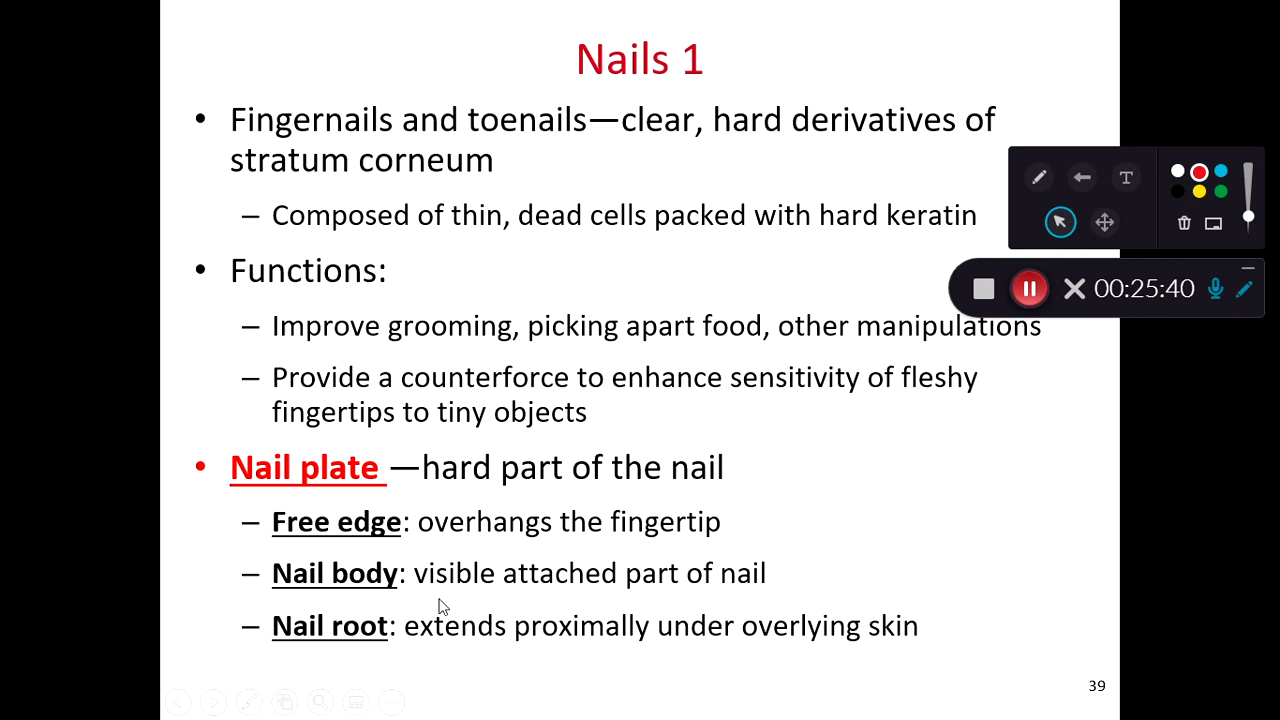 Nails 1
• Fingernails and toenails—clear, hard derivatives of
stratum corneum
– Composed of thin, dead cells packed with hard keratin
• Functions:
00:25:40
– Improve grooming, picking apart food, other manipulations
– Provide a counterforce to enhance sensitivity of fleshy
fingertips to tiny objects
• Nail plate —hard part of the nail
– Free edge: overhangs the fingertip
– Nail body: visible attached part of nail
– Nail root: extends proximally under overlying skin
39